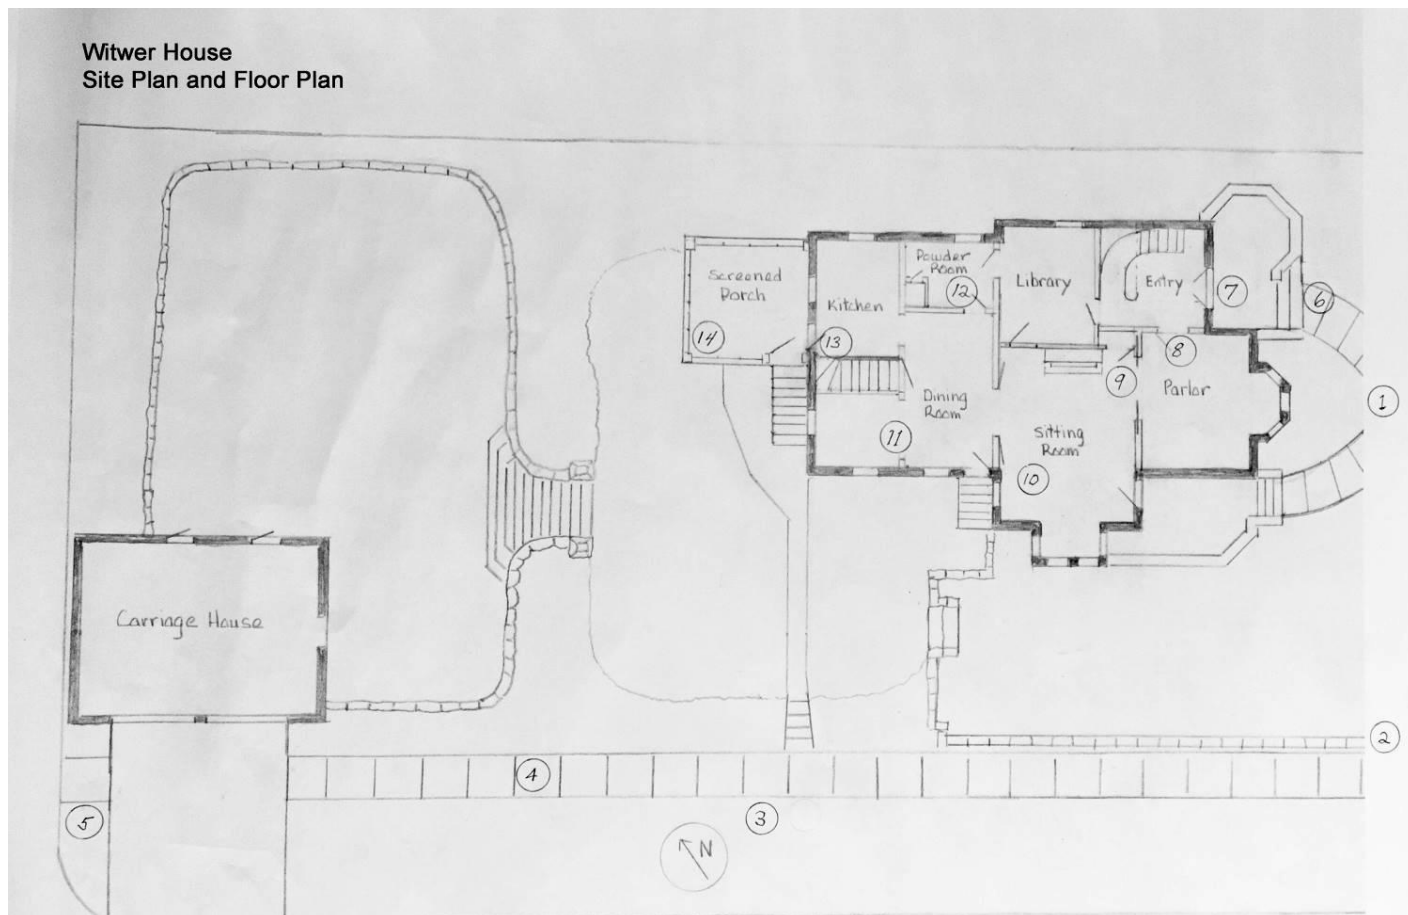 Witwer House
Site Plan and Floor Plan
Powder
Room
Screened
Porch
Library
Entry
7
6
12
Kitchen
14
13
8
9
Parlor
1
Dining
Room
11
Sitting
Room
10
Carriage House
2
4
5
3
N